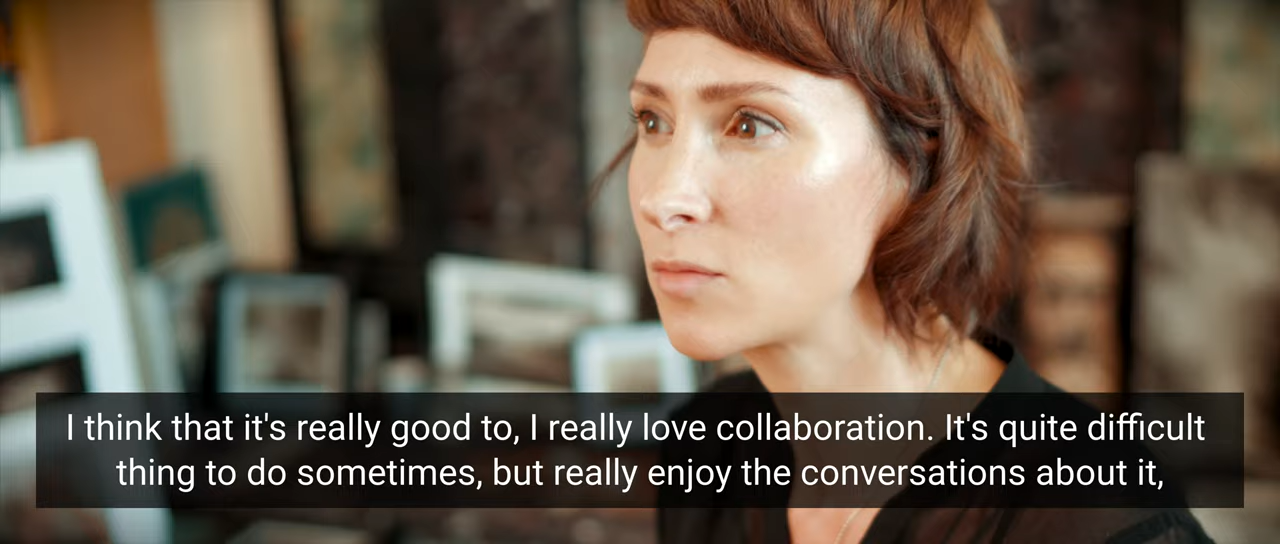 I think that it's really good to, I really love collaboration. It's quite difficult
thing to do sometimes, but really enjoy the conversations about it,